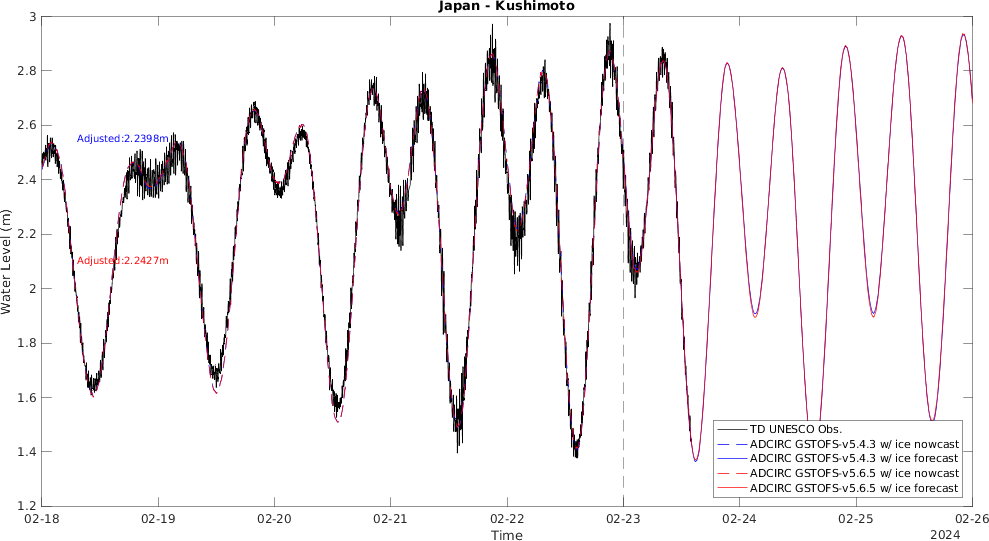 Japan - Kushimoto
3
2.8
2.6
2.4
2.2
2
1.8
1.6
1.4
1.2
Water Level (m)
Adjusted:2.2398m
Adjusted:2.2427m
TD UNESCO Obs.
ADCIRC GSTOFS-v5.4.3 w/ ice nowcast
ADCIRC GSTOFS-v5.4.3 w/ ice forecast
ADCIRC GSTOFS-v5.6.5 w/ ice nowcast
ADCIRC GSTOFS-v5.6.5 w/ ice forecast
02-18 02-19 02-20 02-21 02-22 02-23 02-24 02-25 02-26
Time
2024